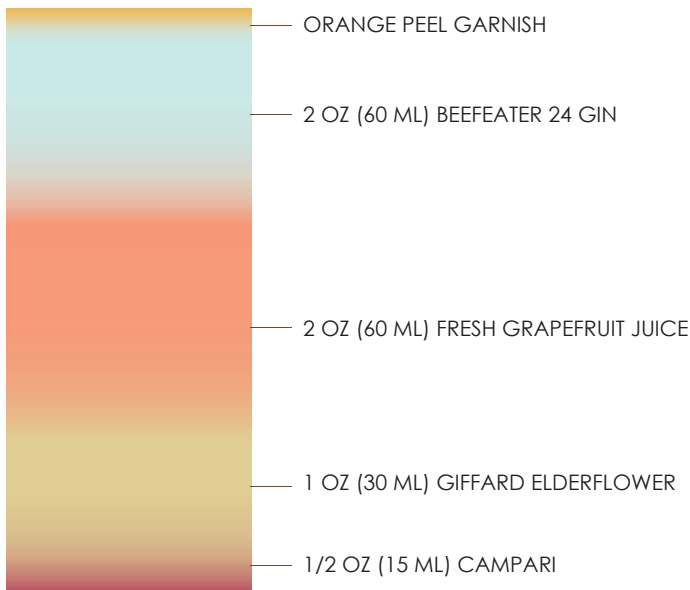 ORANGE PEEL GARNISH
2 OZ (60 ML) BEEFEATER 24 GIN
2 OZ (60 ML) FRESH GRAPEFRUIT JUICE
1 OZ (30 ML) GIFFARD ELDERFLOWER
1/2 OZ (15 ML) CAMPARI